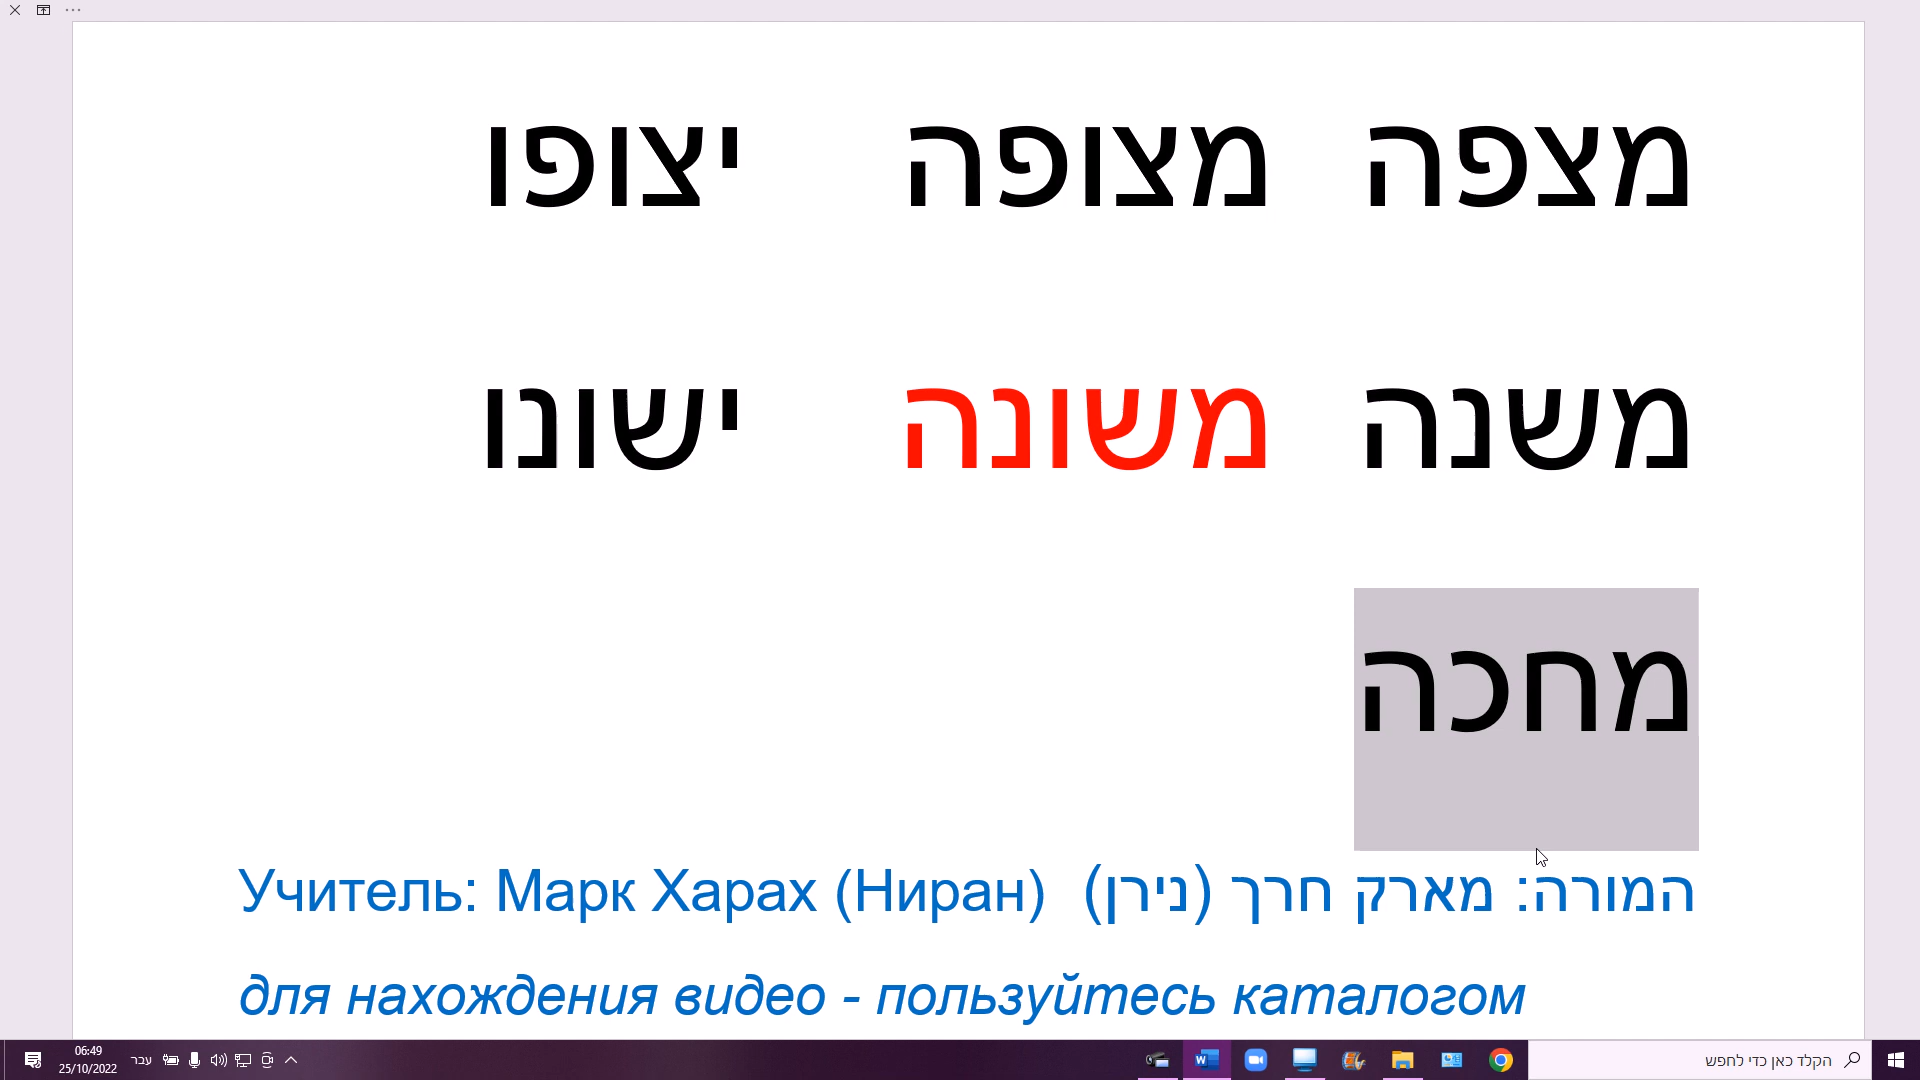 מצפה מצופה יצופו
משנה משונה ישונו
מחכה
Учитель: Марк Харах (Ниран) המורה: מארק חרך (נירן)
для нахождения видео - пользуйтесь каталогом
06:49
25/10/2022
עבר
הקלד כאן כדי לחפש